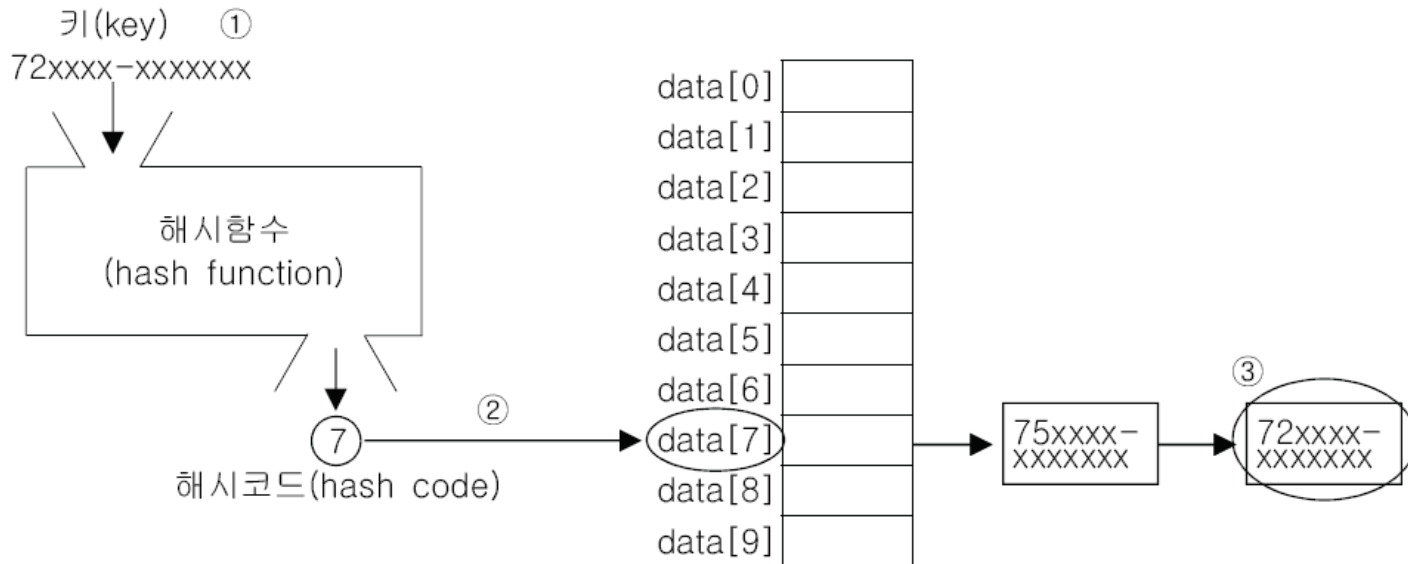 키(key) ①
72xxxx-xxxxxxx
해시함수
(hash function)
7
해시코드(hash code)
②
data[0]
data[1]
data[2]
data[3]
data[4]
data[5]
data[6]
data[7]
data[8]
data[9]
75xxxx-
xxxxxxx
③
72xxxx-
xxxxxxx